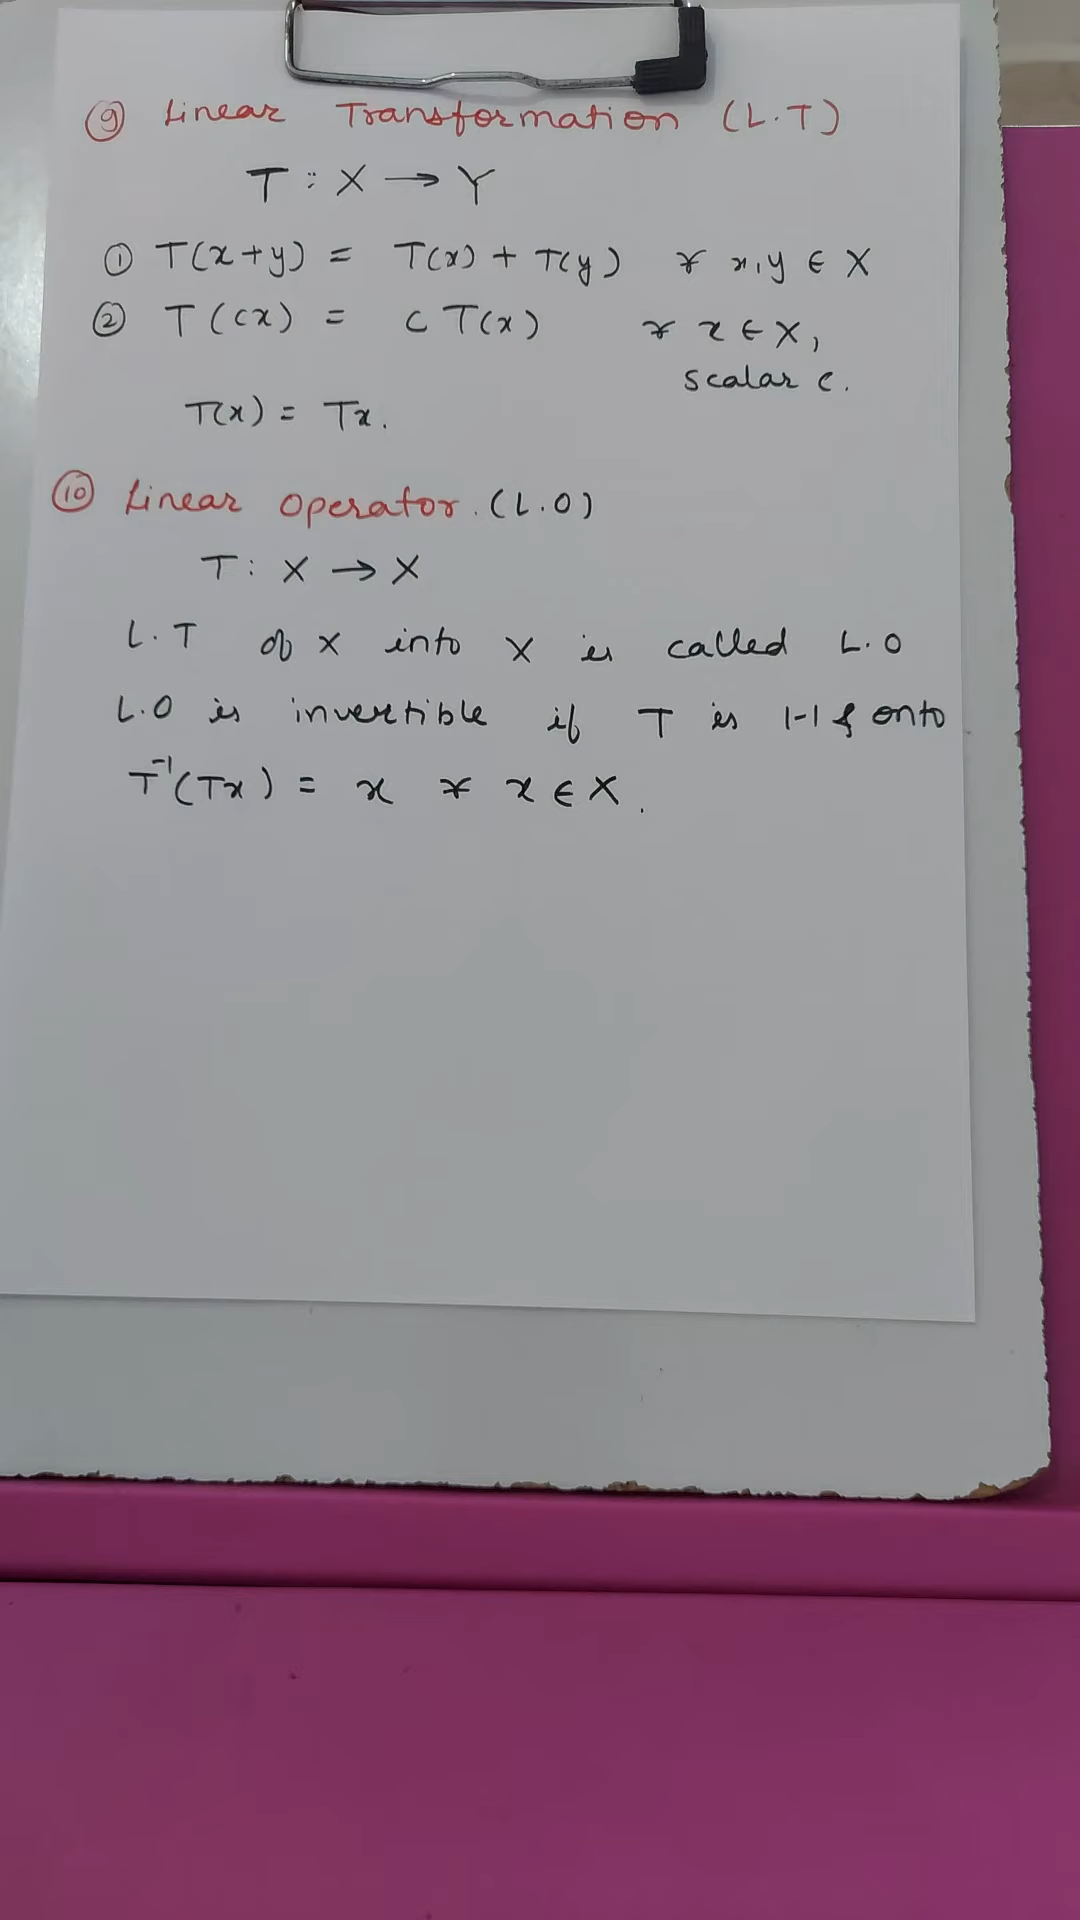 ⑨ Linear Transformation (L.T)
T : X → Y
① T(x+y) = T(x) + T(y) ∀ x,y ∈ X
② T(cx) = c T(x) ∀ x ∈ X,
scalar c.
T(x) = Tx.
⑩ Linear operator. (L.O)
T: X → X
L.T of X into X is called L.O
L.O is invertible if T is 1-1 & onto
T⁻¹(Tx) = x ∀ x ∈ X.